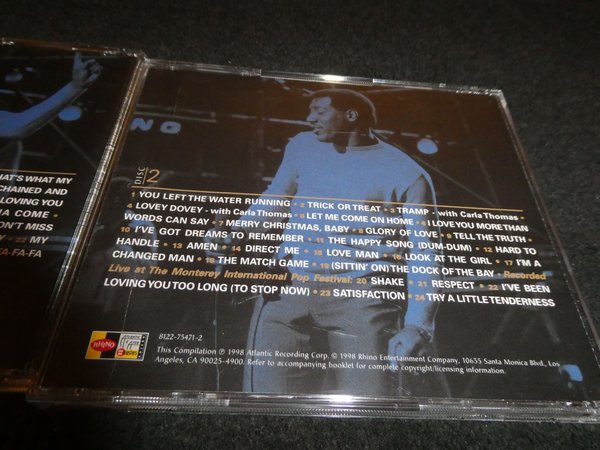 HAT'S WHAT MY
CHAINED AND
LOVING YOU
COME •
ON'T MISS
22 MY
FA-FA-FA
DISC 2
1 YOU LEFT THE WATER RUNNING • 2 TRICK OR TREAT • 3 TRAMP - with Carla Thomas •
4 LOVEY DOVEY - with Carla Thomas • 5 LET ME COME ON HOME • 6 I LOVE YOU MORE THAN
WORDS CAN SAY • 7 MERRY CHRISTMAS, BABY • 8 GLORY OF LOVE • 9 TELL THE TRUTH •
10 I'VE GOT DREAMS TO REMEMBER • 11 THE HAPPY SONG (DUM-DUM) • 12 HARD TO
HANDLE • 13 AMEN • 14 DIRECT ME • 15 LOVE MAN • 16 LOOK AT THE GIRL • 17 I'M A
CHANGED MAN • 18 THE MATCH GAME • 19 (SITTIN' ON) THE DOCK OF THE BAY • Recorded
Live at The Monterey International Pop Festival: 20 SHAKE • 21 RESPECT • 22 I'VE BEEN
LOVING YOU TOO LONG (TO STOP NOW) • 23 SATISFACTION • 24 TRY A LITTLE TENDERNESS
RHINO
8122-75471-2
This Compilation ℗ 1998 Atlantic Recording Corp. © 1998 Rhino Entertainment Company, 10635 Santa Monica Blvd., Los
Angeles, CA 90025-4900. Refer to accompanying booklet for complete copyright/licensing information.